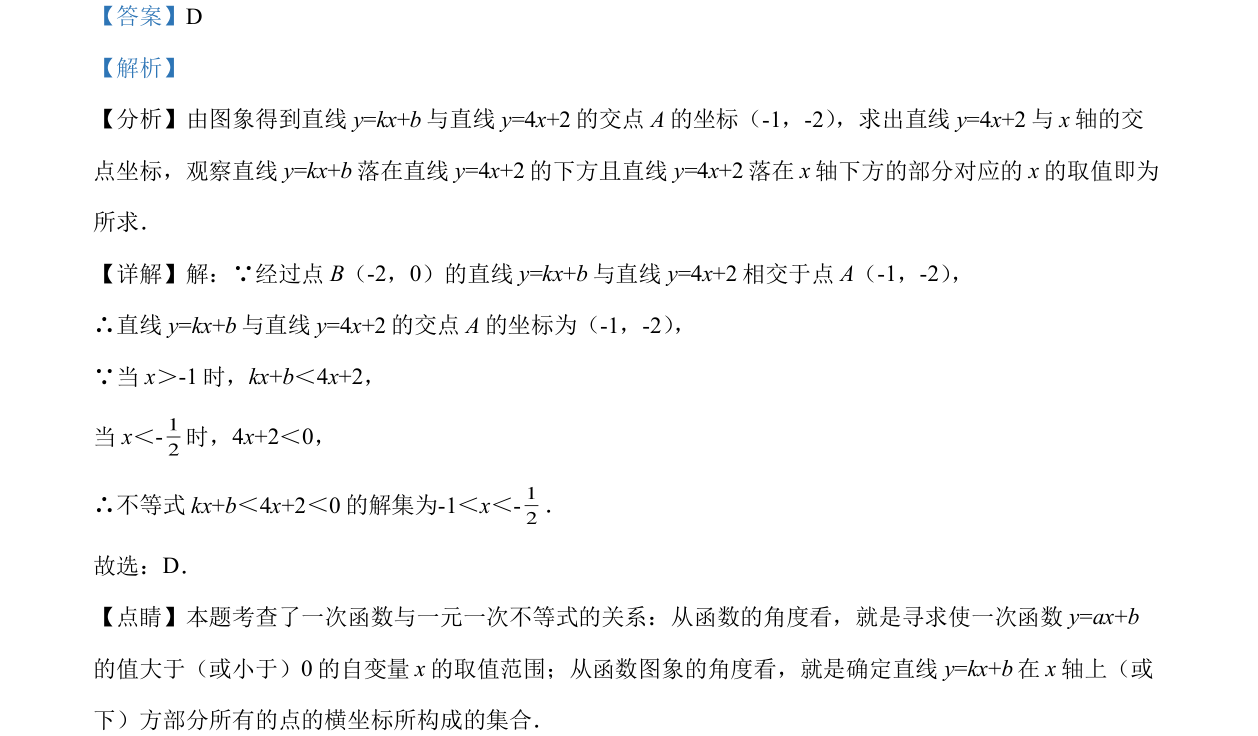 【答案】D
【解析】
【分析】由图象得到直线 y=kx+b 与直线 y=4x+2 的交点 A 的坐标（-1，-2），求出直线 y=4x+2 与 x 轴的交
点坐标，观察直线 y=kx+b 落在直线 y=4x+2 的下方且直线 y=4x+2 落在 x 轴下方的部分对应的 x 的取值即为
所求．
【详解】解：∵经过点 B（-2，0）的直线 y=kx+b 与直线 y=4x+2 相交于点 A（-1，-2），
∴直线 y=kx+b 与直线 y=4x+2 的交点 A 的坐标为（-1，-2），
∵当 x＞-1 时，kx+b＜4x+2，
当 x＜-1/2 时，4x+2＜0，
∴不等式 kx+b＜4x+2＜0 的解集为-1＜x＜-1/2．
故选：D．
【点睛】本题考查了一次函数与一元一次不等式的关系：从函数的角度看，就是寻求使一次函数 y=ax+b
的值大于（或小于）0 的自变量 x 的取值范围；从函数图象的角度看，就是确定直线 y=kx+b 在 x 轴上（或
下）方部分所有的点的横坐标所构成的集合．